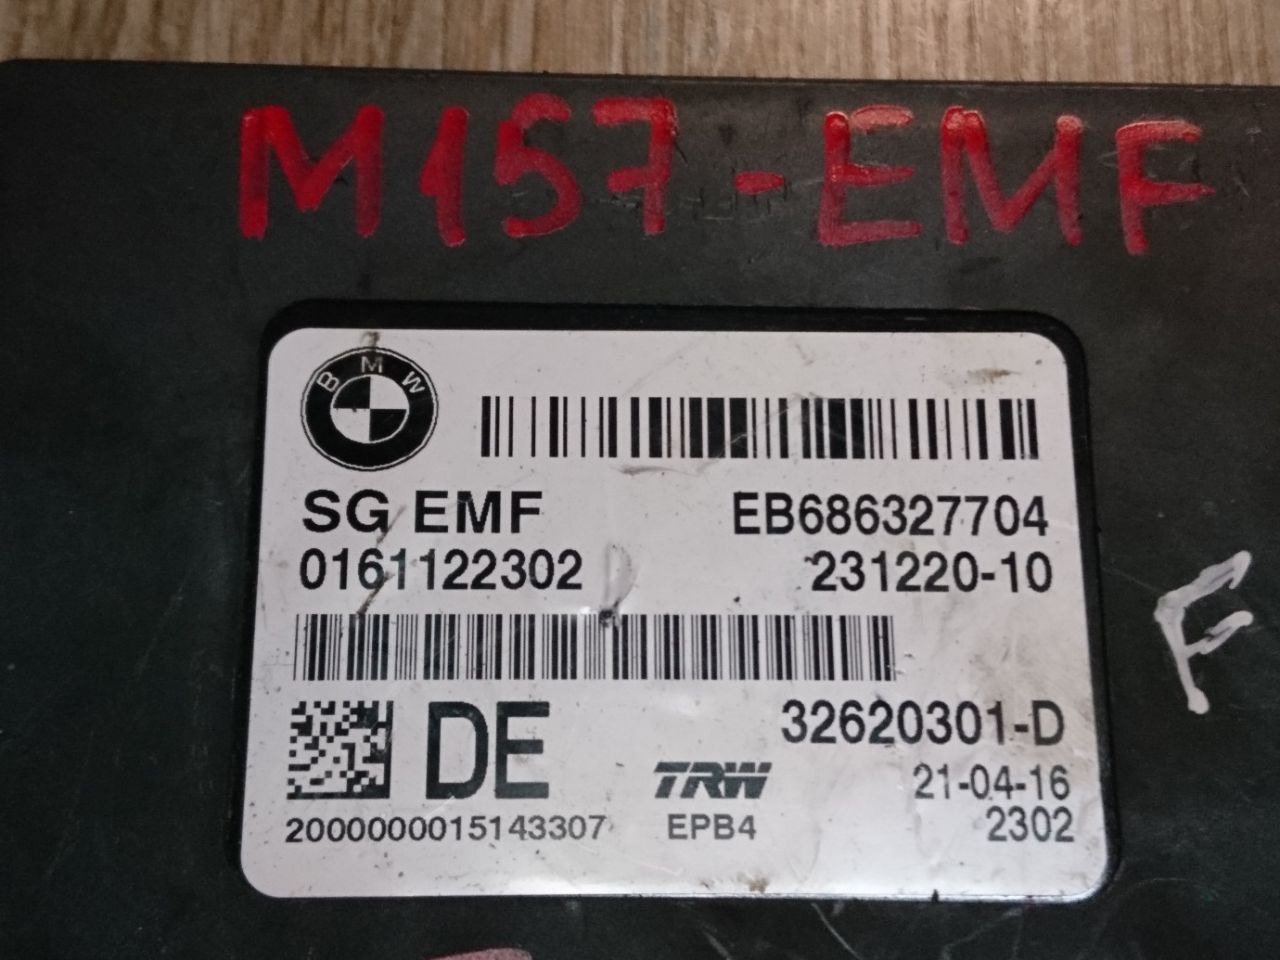 M157-EMF
BMW
SG EMF
EB686327704
0161122302
231220-10
DE
32620301-D
TRW
21-04-16
2000000015143307
EPB4
2302
F